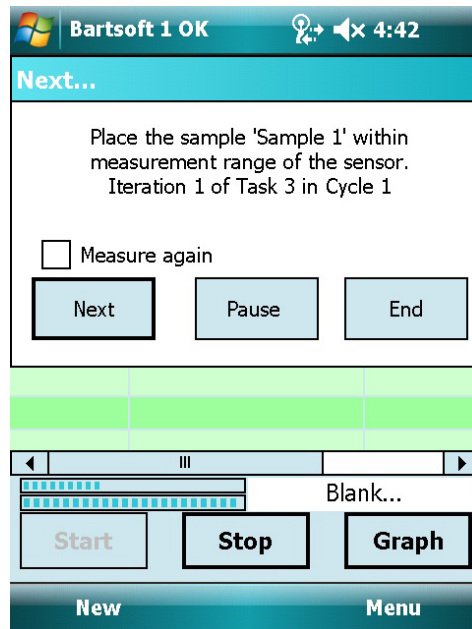 Bartsoft 1 OK 4:42
Next...
Place the sample 'Sample 1' within
measurement range of the sensor.
Iteration 1 of Task 3 in Cycle 1
Measure again
Next Pause End
Blank...
Start Stop Graph
New Menu